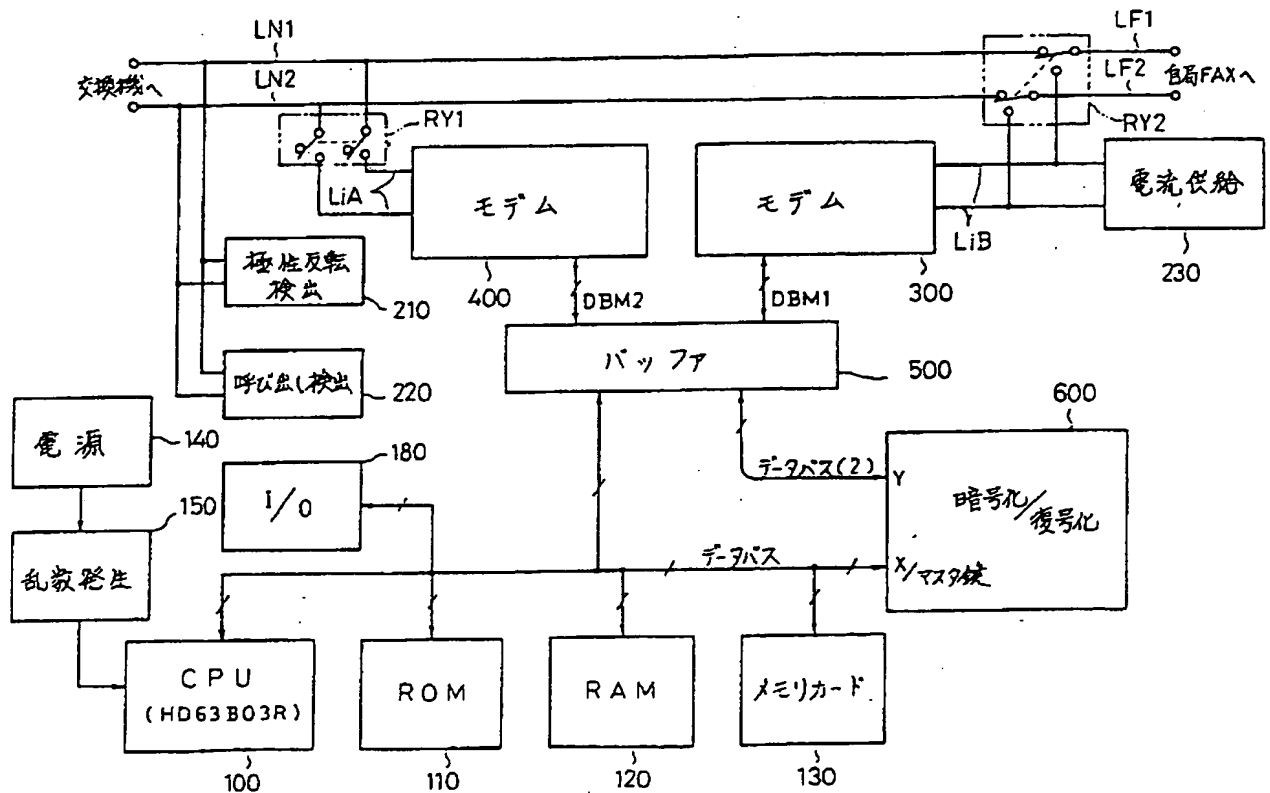 LN1
LF1
交換機へ
LN2
LF2
自局FAXへ
RY1
RY2
LiA
モデム
モデム
電流供給
LiB
230
極性反転
検出
210
400
DBM2
DBM1
300
バッファ
500
呼び出し検出
220
600
電源
140
180
I/O
データバス(2)
Y
暗号化/
復号化
150
乱数発生
データバス
X/マスタ鍵
CPU
(HD63B03R)
ROM
RAM
メモリカード
100
110
120
130